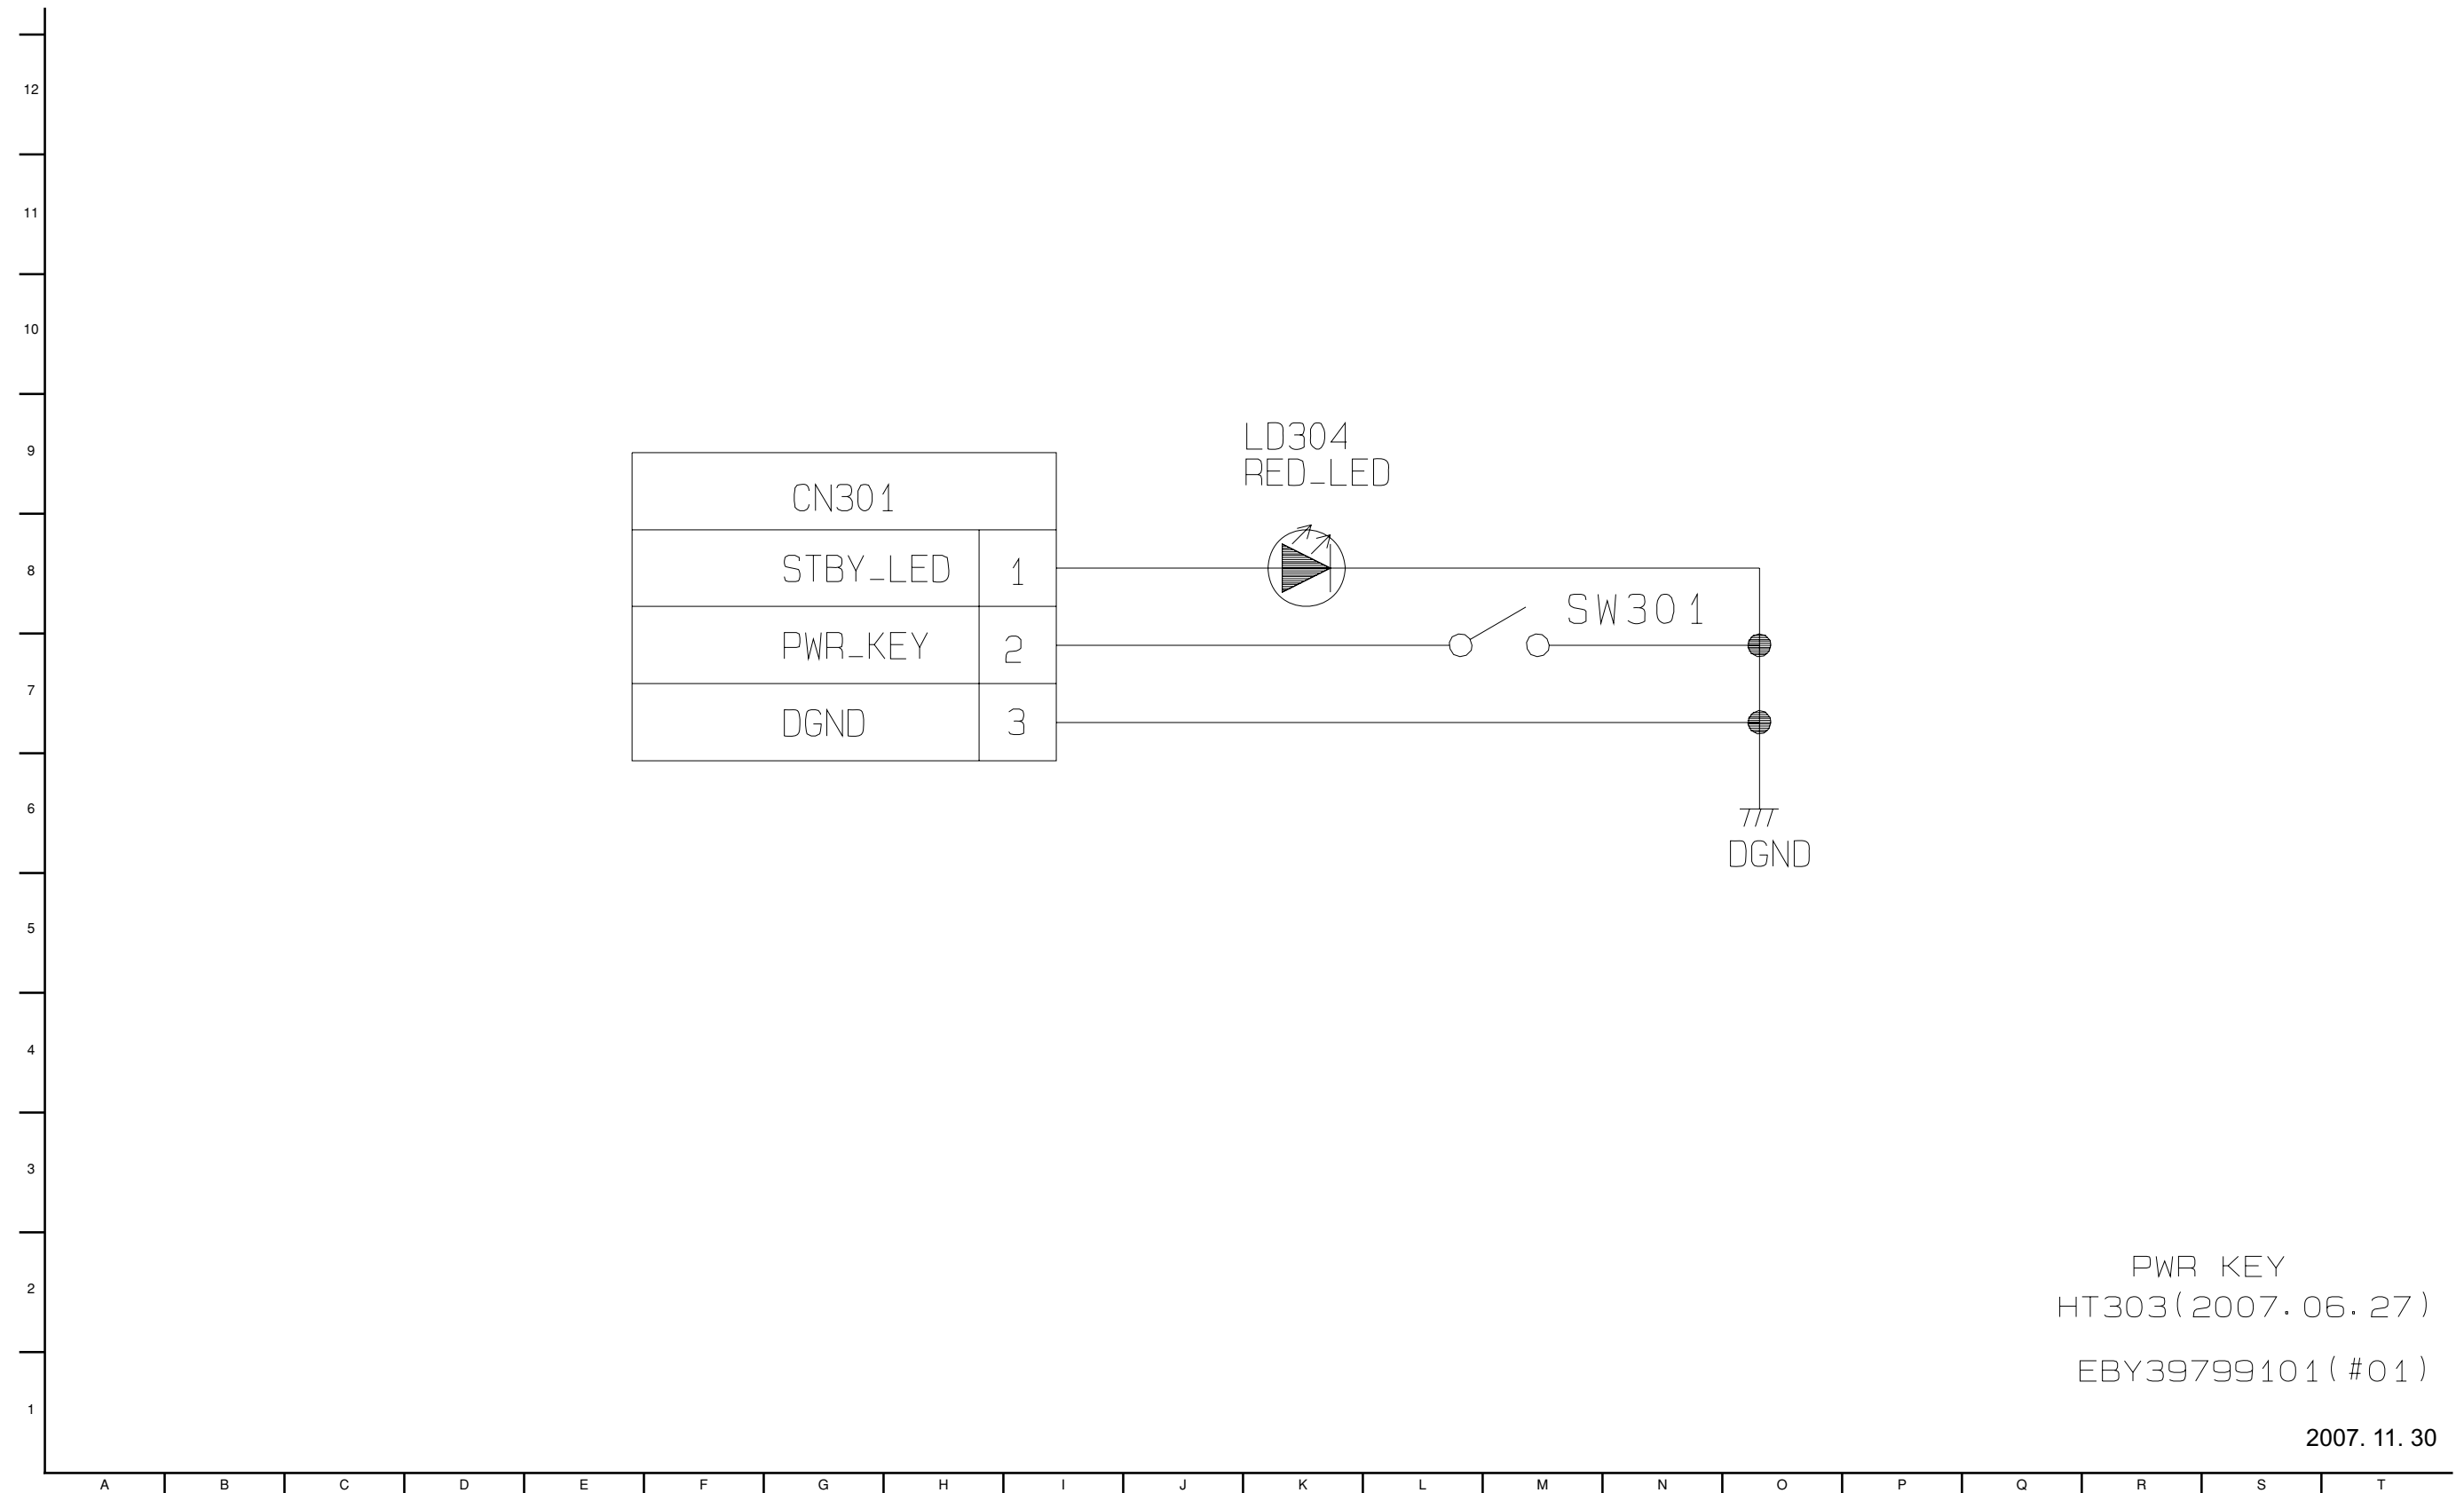 12
11
10
9
8
7
6
5
4
3
2
1
LD304
RED_LED
CN301
STBY_LED 1
SW301
PWR_KEY 2
DGND 3
DGND
PWR KEY
HT303(2007.06.27)
EBY39799101(#01)
2007. 11. 30
A B C D E F G H I J K L M N O P Q R S T